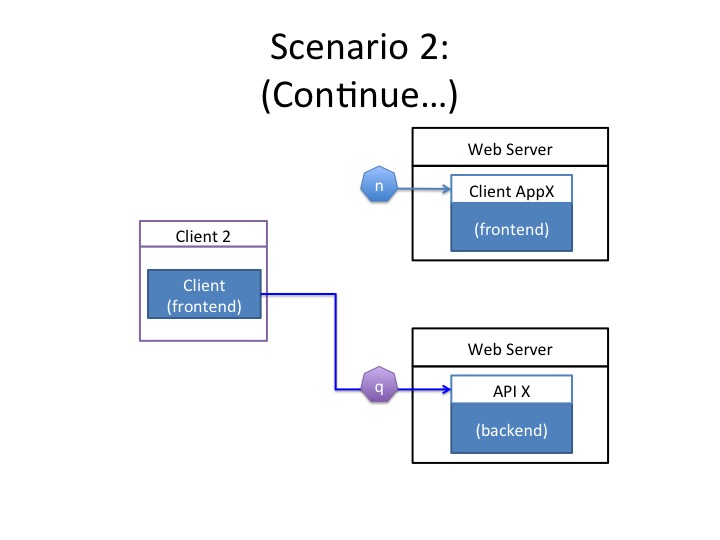 Scenario 2:
(Continue…)
Web Server
n
Client AppX
(frontend)
Client 2
Client
(frontend)
Web Server
q
API X
(backend)